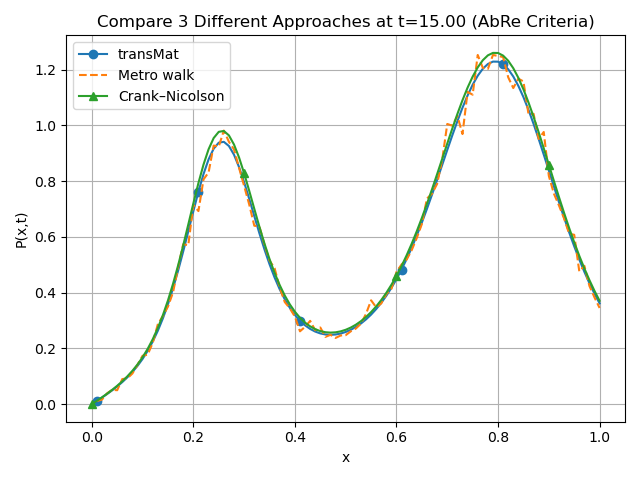 Compare 3 Different Approaches at t=15.00 (AbRe Criteria)
transMat
Metro walk
Crank–Nicolson
P(x,t)
1.2
1.0
0.8
0.6
0.4
0.2
0.0
0.0 0.2 0.4 0.6 0.8 1.0
x